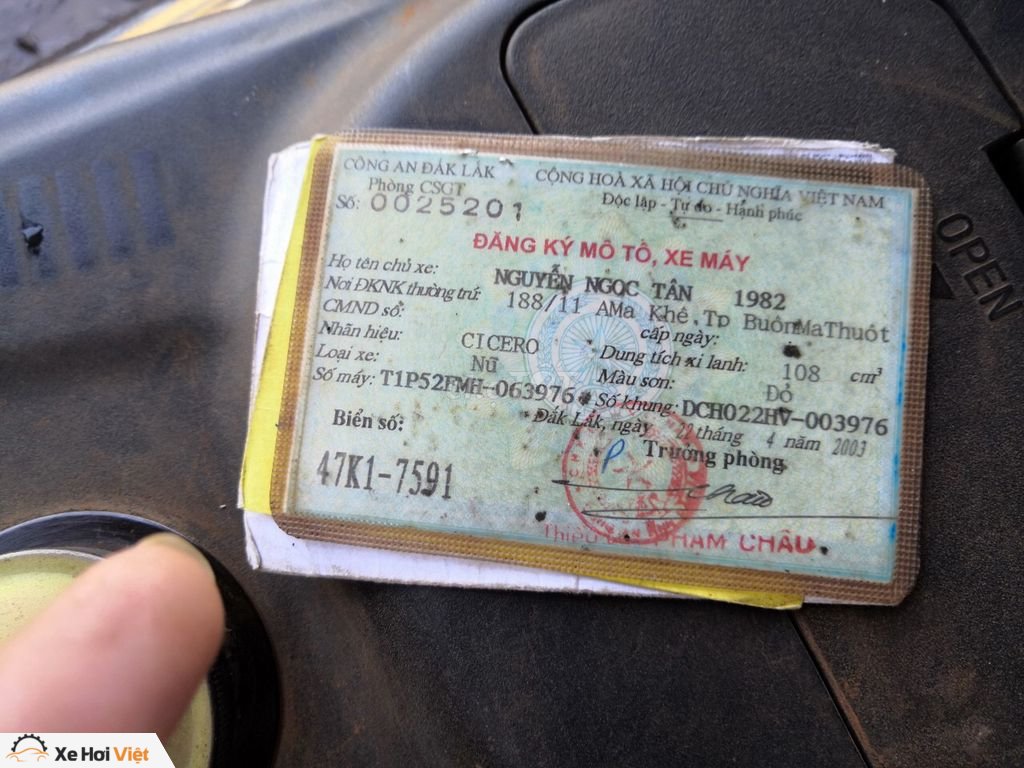 CÔNG AN ĐẮK LẮK
Phòng CSGT
Số: 0025201
CỘNG HOÀ XÃ HỘI CHỦ NGHĨA VIỆT NAM
Độc lập - Tự do - Hạnh phúc
ĐĂNG KÝ MÔ TÔ, XE MÁY
Họ tên chủ xe: NGUYỄN NGỌC TÂN 1982
Nơi ĐKNK thường trú: 188/11 AMa Khê,Tp BuônMaThuột
CMND số: cấp ngày:
Nhãn hiệu: CICERO Dung tích xi lanh: 108 cm³
Loại xe: Nữ Màu sơn: Đỏ
Số máy: T1P52FMH-063976 Số khung: DCH022HV-003976
Đắk Lắk, ngày 22 tháng 4 năm 2003
Biển số: Trưởng phòng
47K1-7591
PHẠM CHÂU
OPEN
Xe Hơi Việt